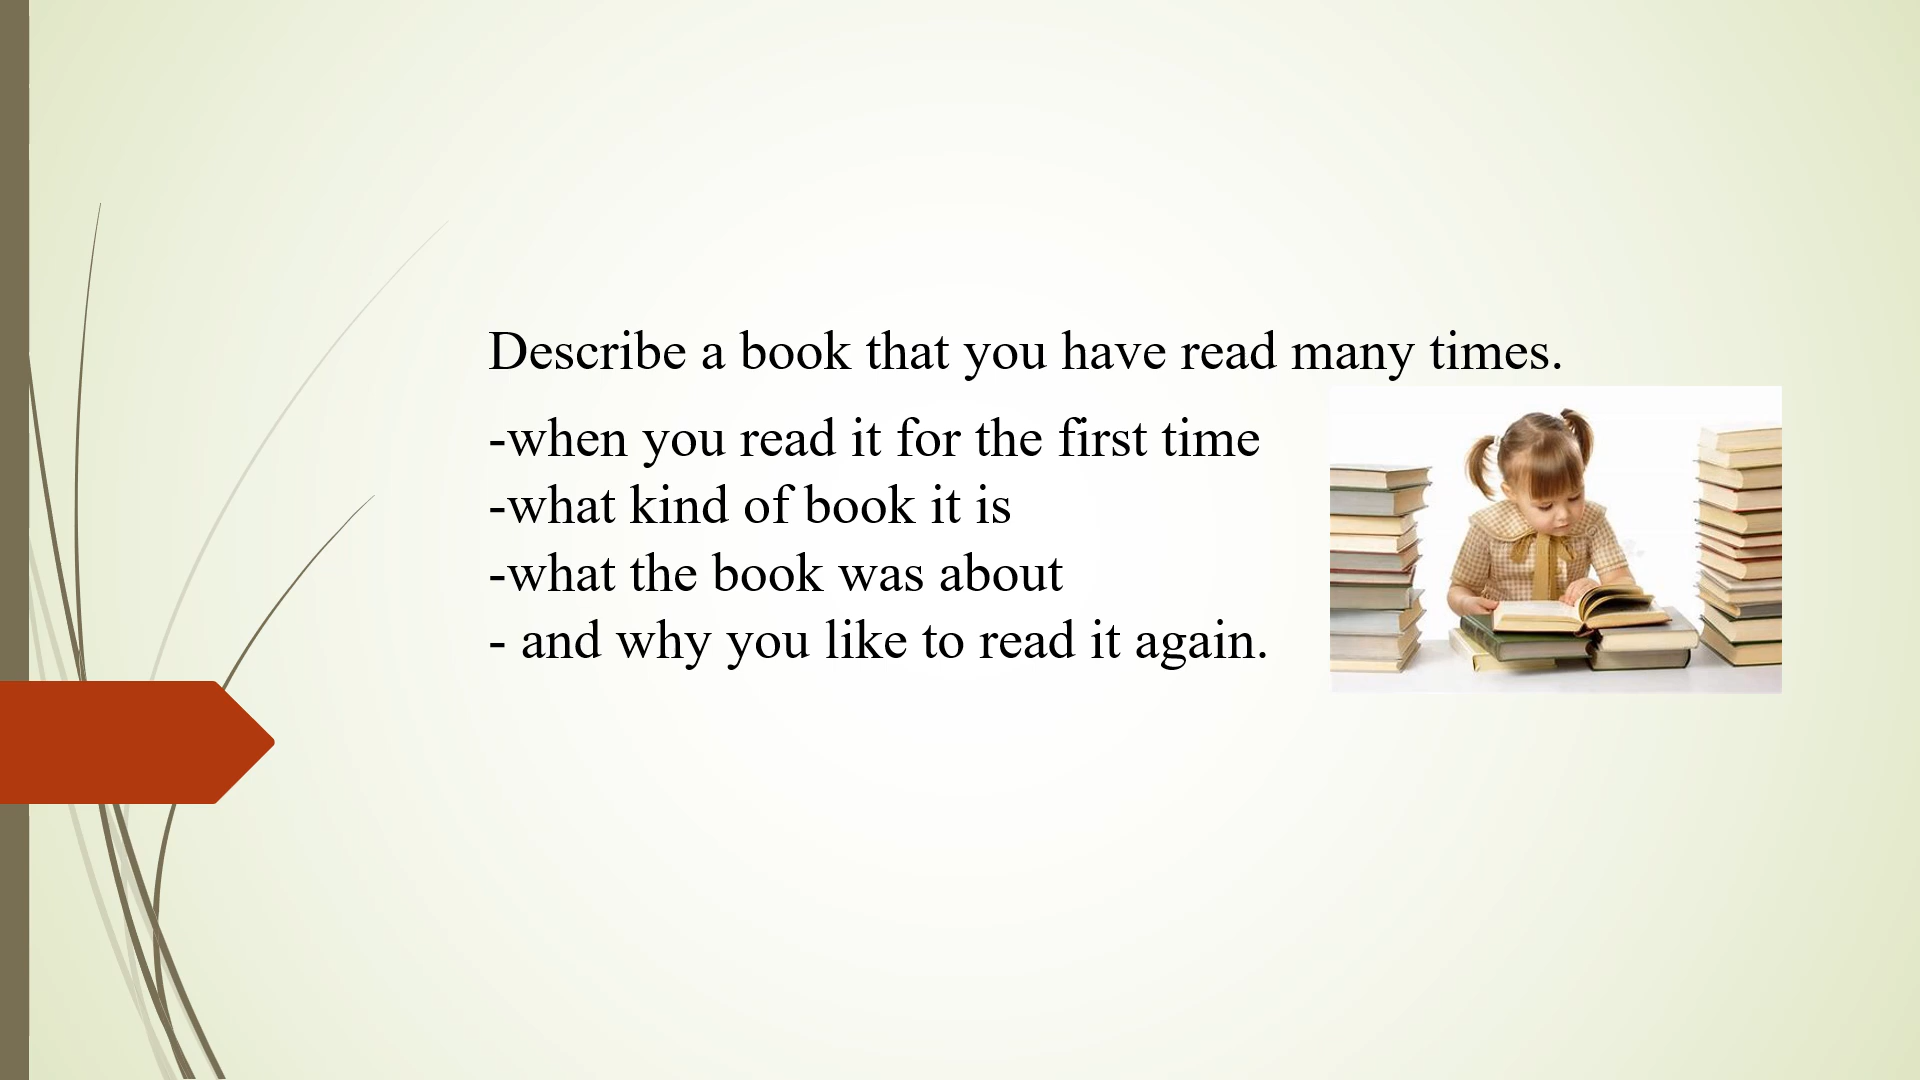 Describe a book that you have read many times.
-when you read it for the first time
-what kind of book it is
-what the book was about
- and why you like to read it again.